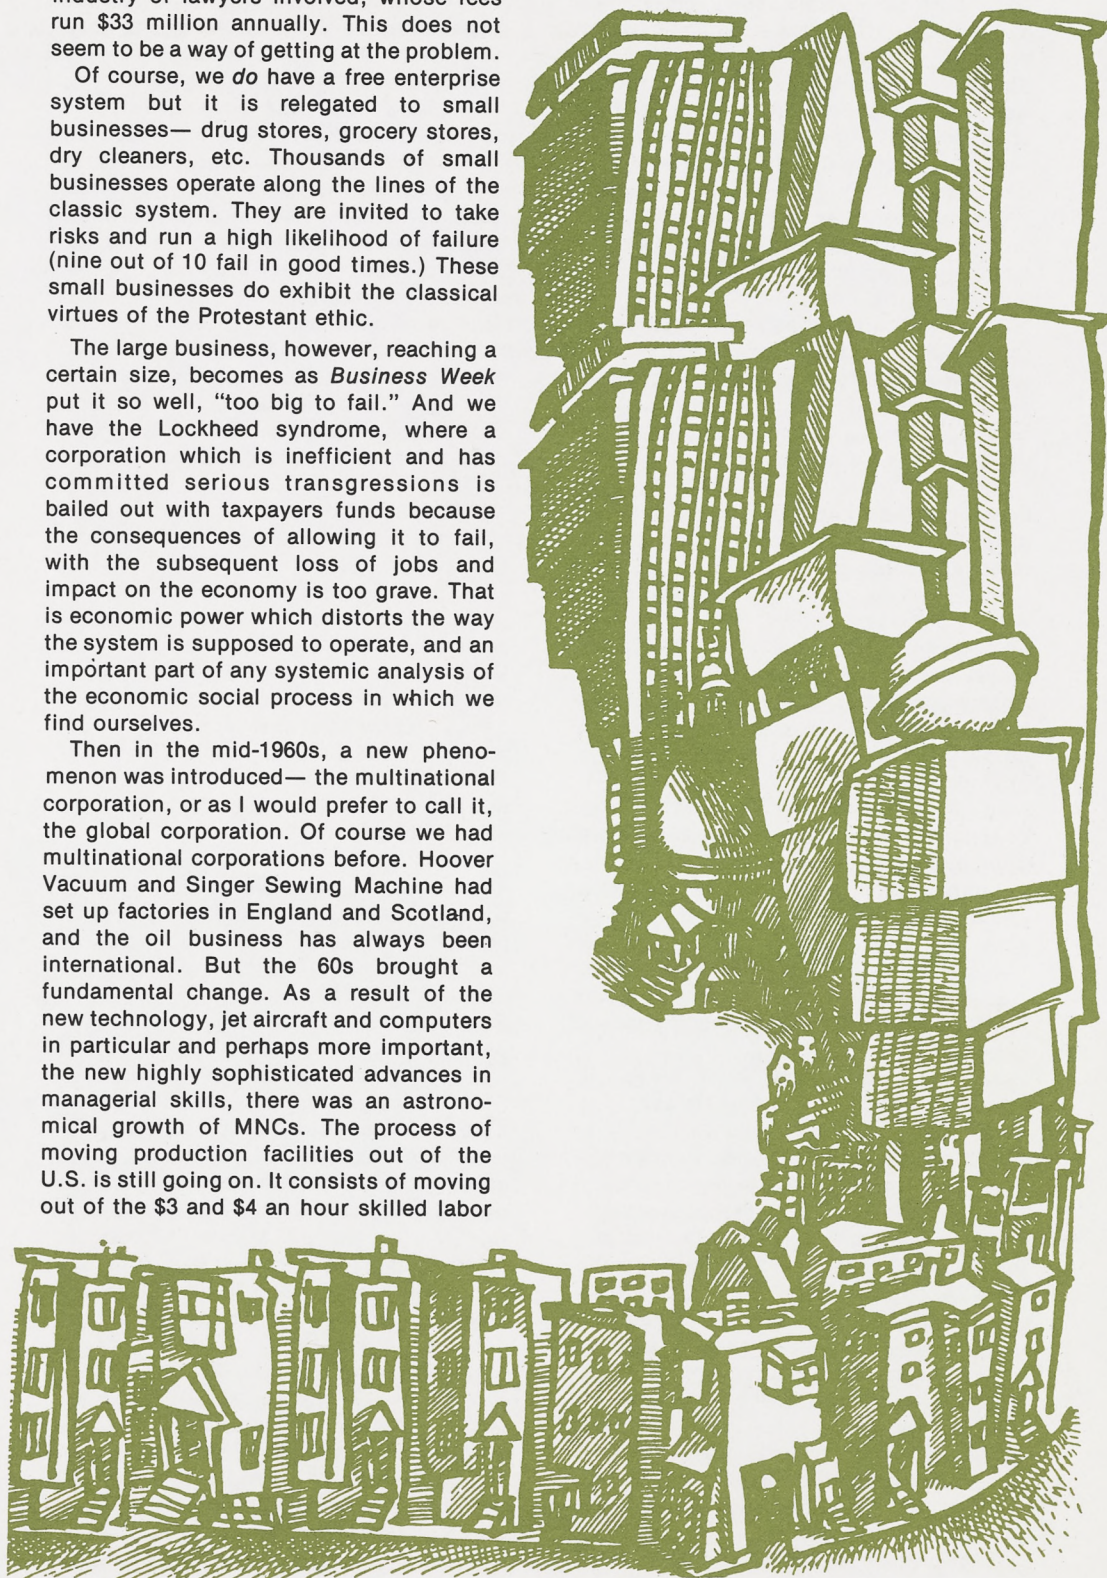 industry of lawyers involved, whose fees
run $33 million annually. This does not
seem to be a way of getting at the problem.
Of course, we do have a free enterprise
system but it is relegated to small
businesses— drug stores, grocery stores,
dry cleaners, etc. Thousands of small
businesses operate along the lines of the
classic system. They are invited to take
risks and run a high likelihood of failure
(nine out of 10 fail in good times.) These
small businesses do exhibit the classical
virtues of the Protestant ethic.
The large business, however, reaching a
certain size, becomes as Business Week
put it so well, “too big to fail.” And we
have the Lockheed syndrome, where a
corporation which is inefficient and has
committed serious transgressions is
bailed out with taxpayers funds because
the consequences of allowing it to fail,
with the subsequent loss of jobs and
impact on the economy is too grave. That
is economic power which distorts the way
the system is supposed to operate, and an
important part of any systemic analysis of
the economic social process in which we
find ourselves.
Then in the mid-1960s, a new pheno-
menon was introduced— the multinational
corporation, or as I would prefer to call it,
the global corporation. Of course we had
multinational corporations before. Hoover
Vacuum and Singer Sewing Machine had
set up factories in England and Scotland,
and the oil business has always been
international. But the 60s brought a
fundamental change. As a result of the
new technology, jet aircraft and computers
in particular and perhaps more important,
the new highly sophisticated advances in
managerial skills, there was an astrono-
mical growth of MNCs. The process of
moving production facilities out of the
U.S. is still going on. It consists of moving
out of the $3 and $4 an hour skilled labor